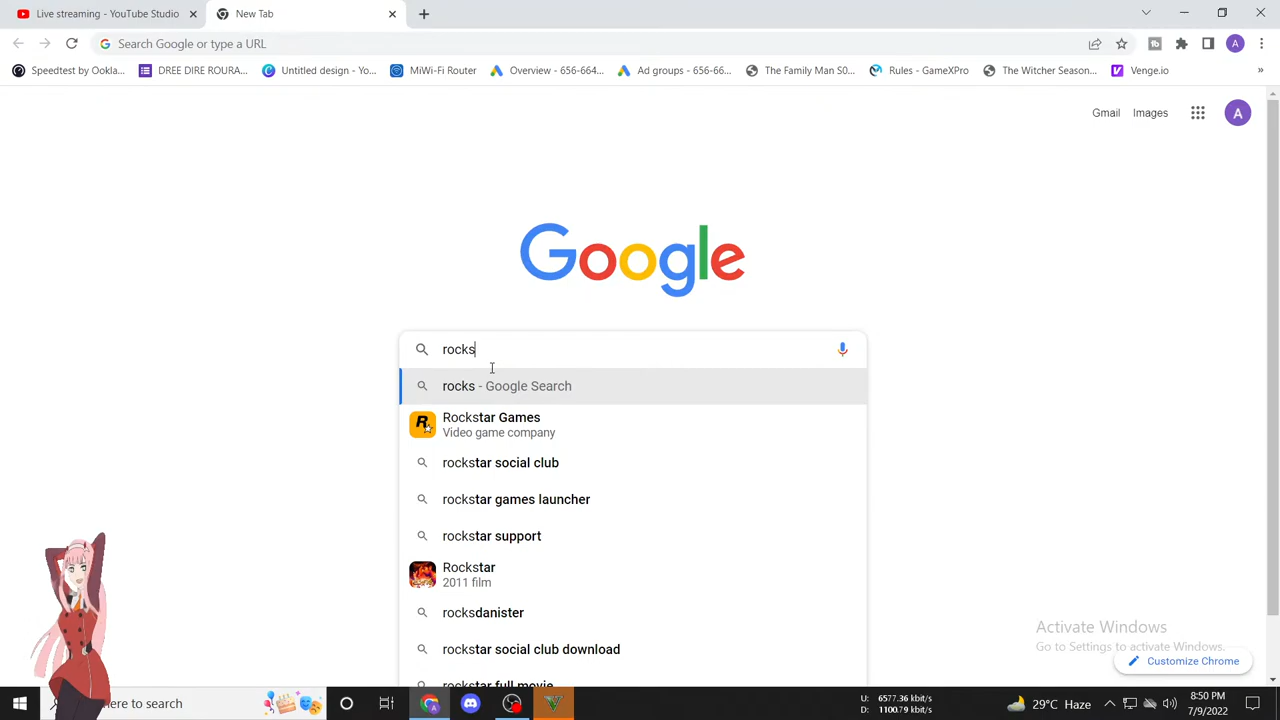 Live streaming - YouTube Studio
New Tab
Search Google or type a URL
Speedtest by Ookla...
DREE DIRE ROURA...
Untitled design - Yo...
MiWi-Fi Router
Overview - 656-664...
Ad groups - 656-66...
The Family Man S0...
Rules - GameXPro
The Witcher Season...
Venge.io
Gmail
Images
A
Google
rocks
rocks - Google Search
Rockstar Games
Video game company
rockstar social club
rockstar games launcher
rockstar support
Rockstar
2011 film
rocksdanister
rockstar social club download
rockstar full movie
Activate Windows
Go to Settings to activate Windows.
Customize Chrome
here to search
U: 6577.36 kbit/s
D: 1100.79 kbit/s
29°C Haze
8:50 PM
7/9/2022